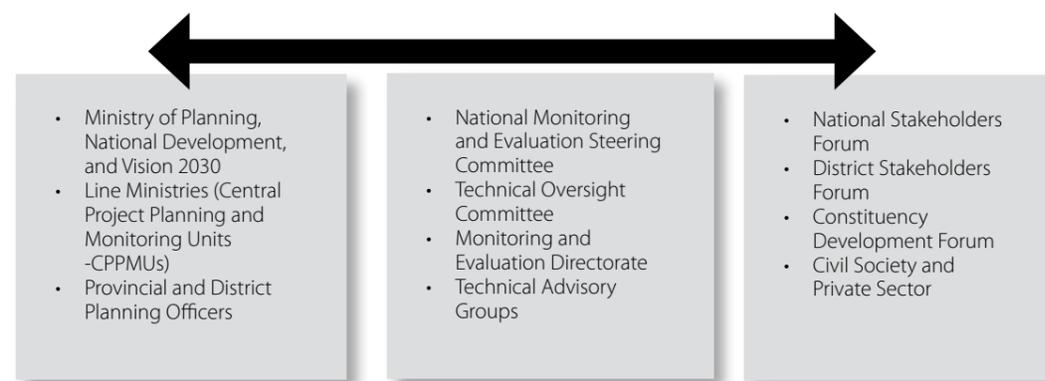 • Ministry of Planning,
National Development,
and Vision 2030
• Line Ministries (Central
Project Planning and
Monitoring Units
-CPPMUs)
• Provincial and District
Planning Officers
• National Monitoring
and Evaluation Steering
Committee
• Technical Oversight
Committee
• Monitoring and
Evaluation Directorate
• Technical Advisory
Groups
• National Stakeholders
Forum
• District Stakeholders
Forum
• Constituency
Development Forum
• Civil Society and
Private Sector